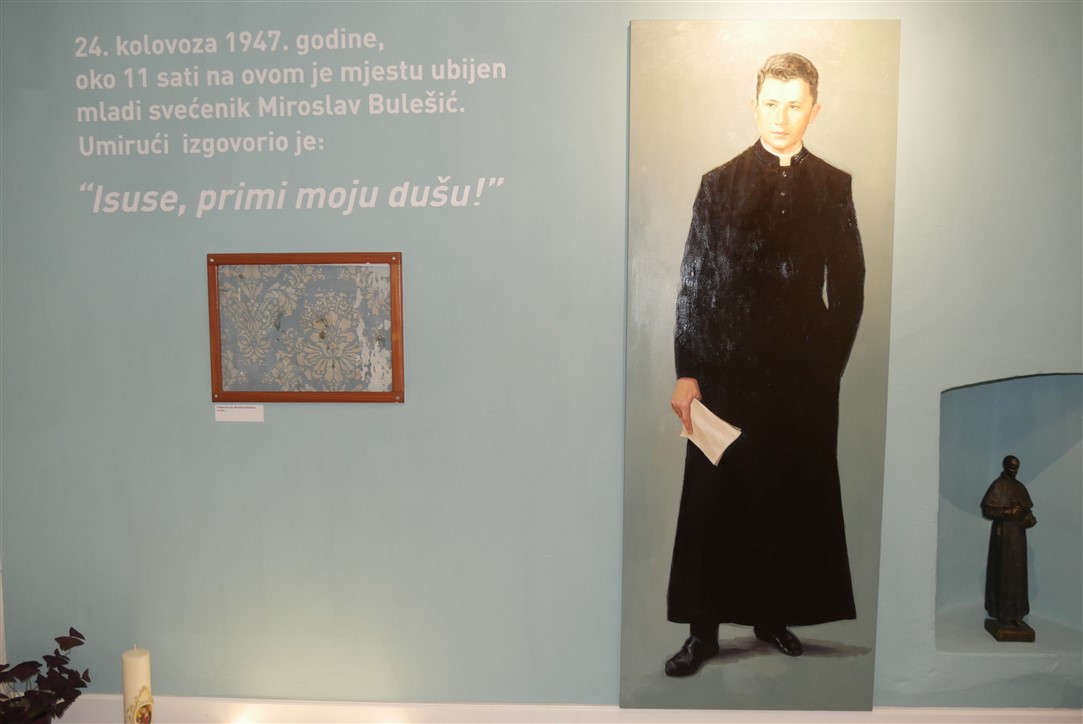 24. kolovoza 1947. godine,
oko 11 sati na ovom je mjestu ubijen
mladi svećenik Miroslav Bulešić.
Umirući izgovorio je:
“Isuse, primi moju dušu!”